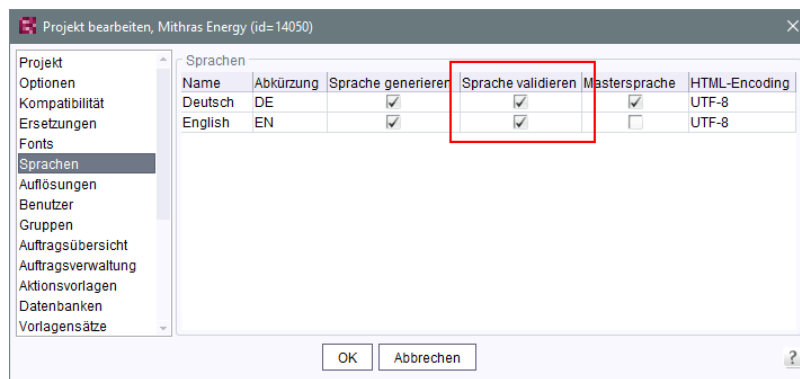 Projekt bearbeiten, Mithras Energy (id=14050)
Projekt
Optionen
Kompatibilität
Ersetzungen
Fonts
Sprachen
Auflösungen
Benutzer
Gruppen
Auftragsübersicht
Auftragsverwaltung
Aktionsvorlagen
Datenbanken
Vorlagensätze
Sprachen
Name Abkürzung Sprache generieren Sprache validieren Mastersprache HTML-Encoding
Deutsch DE UTF-8
English EN UTF-8
OK Abbrechen
?